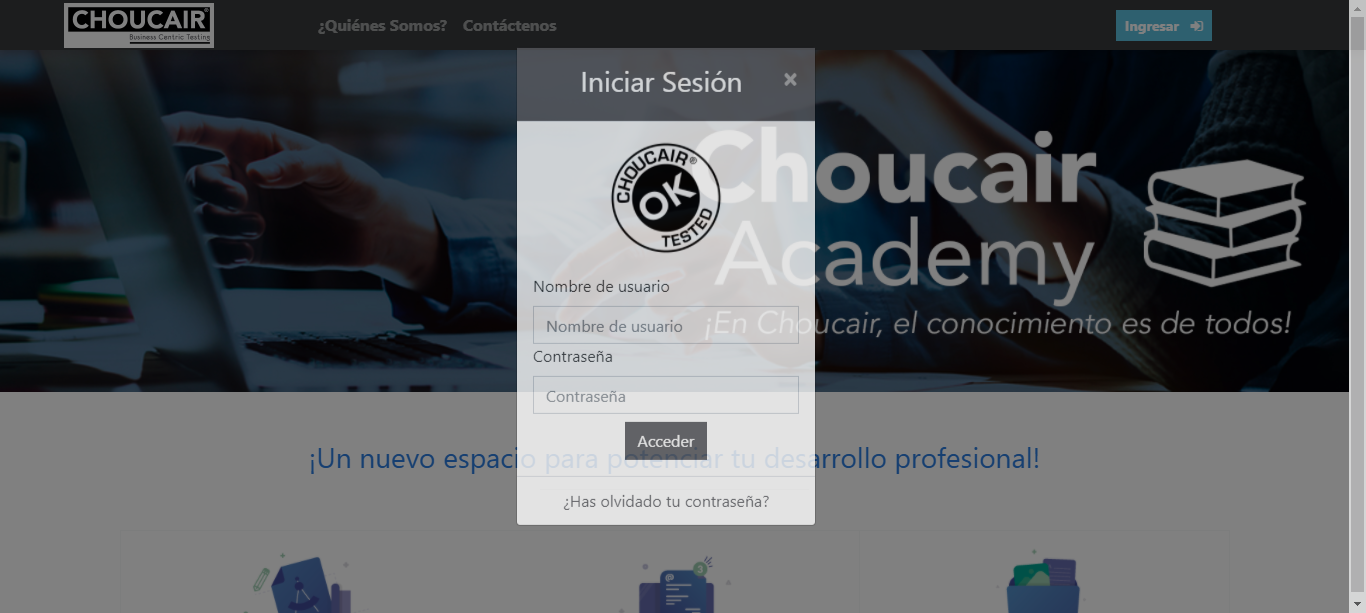 CHOUCAIR®
Business Centric Testing
¿Quiénes Somos? Contáctenos
Ingresar
Iniciar Sesión ×
CHOUCAIR®
OK
TESTED
Choucair
Academy
¡En Choucair, el conocimiento es de todos!
Nombre de usuario
Nombre de usuario
Contraseña
Contraseña
Acceder
¡Un nuevo espacio para potenciar tu desarrollo profesional!
¿Has olvidado tu contraseña?